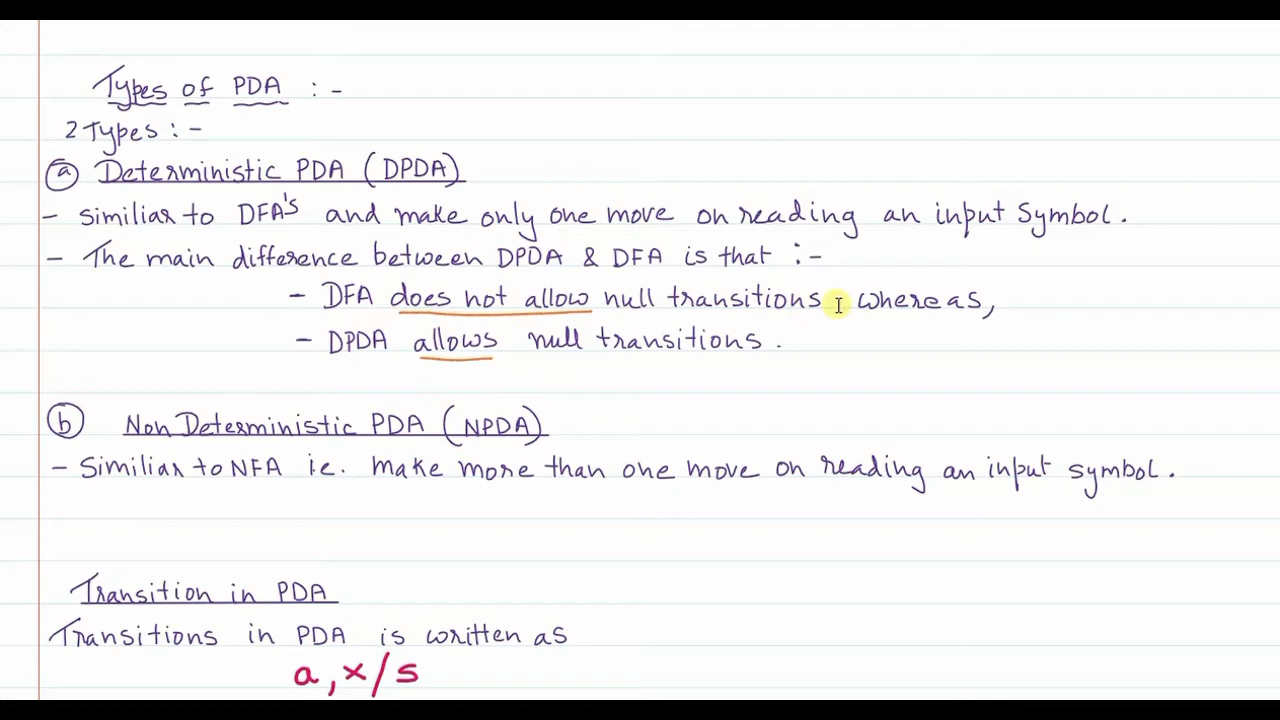 Types of PDA :-
2 Types :-
(a) Deterministic PDA (DPDA)
- Similiar to DFA's and make only one move on reading an input Symbol.
- The main difference between DPDA & DFA is that :-
- DFA does not allow null transitions whereas,
- DPDA allows null transitions.
(b) Non Deterministic PDA (NPDA)
- Similiar to NFA i.e. make more than one move on reading an input symbol.
Transition in PDA
Transitions in PDA is written as
a, x/s